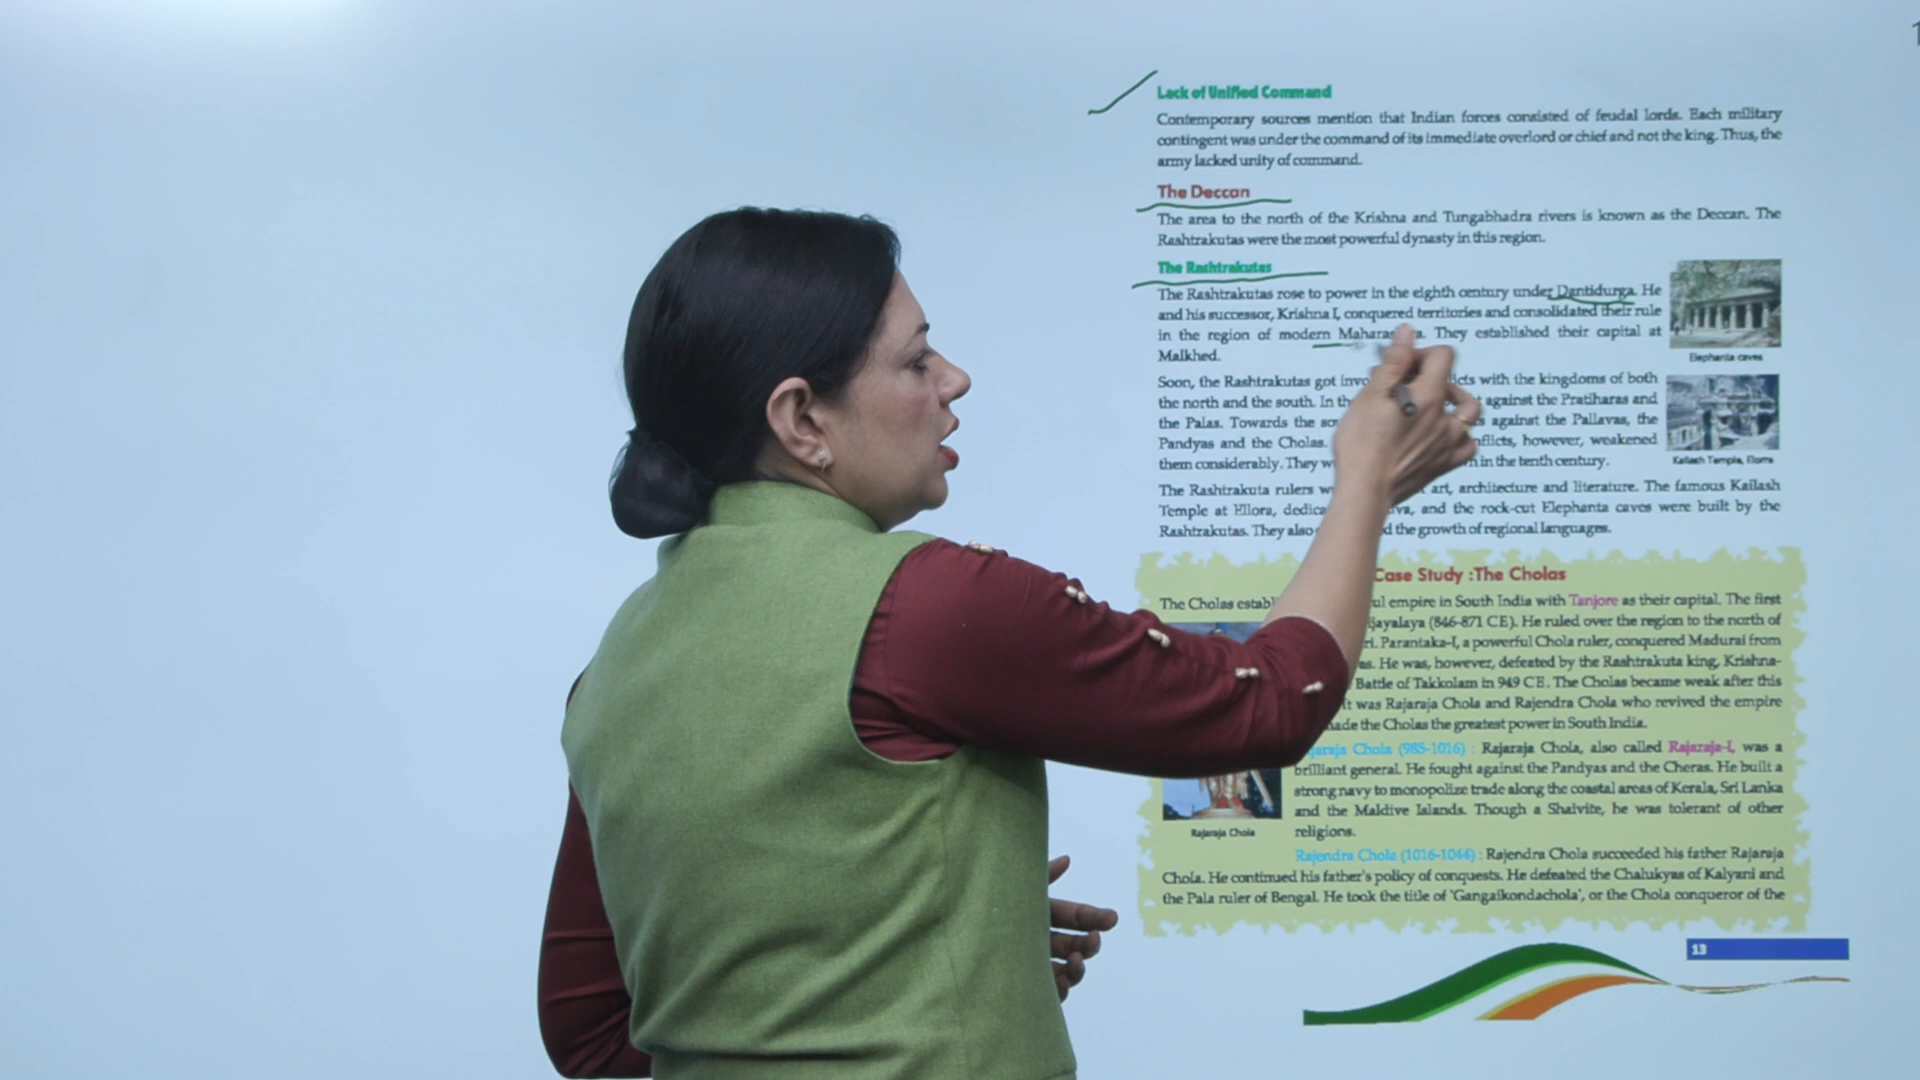 1
Lack of Unified Command
Contemporary sources mention that Indian forces consisted of feudal lords. Each military
contingent was under the command of its immediate overlord or chief and not the king. Thus, the
army lacked unity of command.
The Deccan
The area to the north of the Krishna and Tungabhadra rivers is known as the Deccan. The
Rashtrakutas were the most powerful dynasty in this region.
The Rashtrakutas
The Rashtrakutas rose to power in the eighth century under Dantidurga. He
and his successor, Krishna I, conquered territories and consolidated their rule
in the region of modern They established their capital at
Malkhed.
Elephanta caves
Soon, the Rashtrakutas got with the kingdoms of both
the north and the south. In against the Pratiharas and
the Palas. Towards the against the Pallavas, the
Pandyas and the Cholas. however, weakened
them considerably. They in the tenth century.
Kailash Temple, Ellora
The Rashtrakuta rulers art, architecture and literature. The famous Kailash
Temple at Ellora, and the rock-cut Elephanta caves were built by the
Rashtrakutas. They also the growth of regional languages.
Case Study :The Cholas
The Cholas empire in South India with Tanjore as their capital. The first
(846-871 CE). He ruled over the region to the north of
Parantaka-I, a powerful Chola ruler, conquered Madurai from
He was, however, defeated by the Rashtrakuta king, Krishna-
Battle of Takkolam in 949 CE. The Cholas became weak after this
It was Rajaraja Chola and Rajendra Chola who revived the empire
the Cholas the greatest power in South India.
Chola (985-1016) : Rajaraja Chola, also called Rajaraja-I, was a
brilliant general. He fought against the Pandyas and the Cheras. He built a
strong navy to monopolize trade along the coastal areas of Kerala, Sri Lanka
and the Maldive Islands. Though a Shaivite, he was tolerant of other
religions.
Rajaraja Chola
Rajendra Chola (1016-1044) : Rajendra Chola succeeded his father Rajaraja
Chola. He continued his father's policy of conquests. He defeated the Chalukyas of Kalyani and
the Pala ruler of Bengal. He took the title of 'Gangaikondachola', or the Chola conqueror of the
13